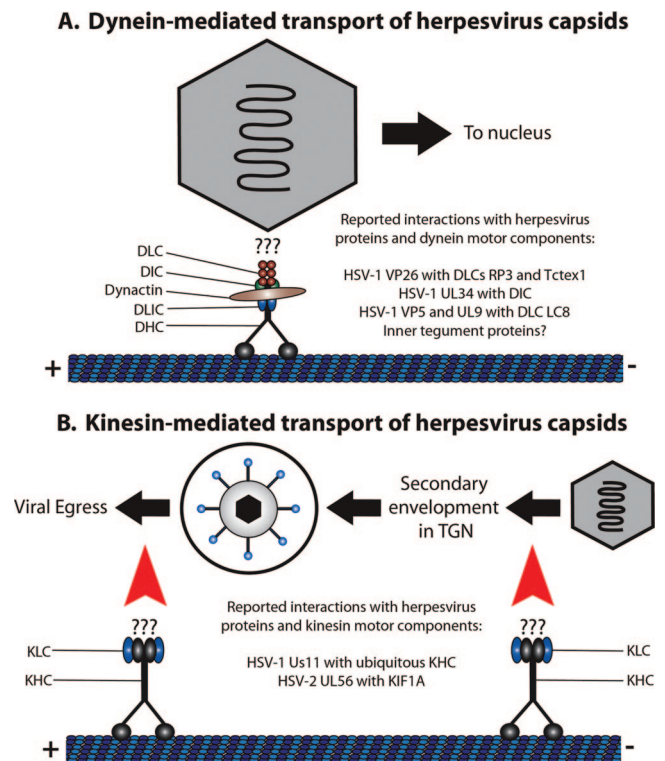 A. Dynein-mediated transport of herpesvirus capsids
To nucleus
Reported interactions with herpesvirus
proteins and dynein motor components:
???
DLC
DIC
Dynactin
DLIC
DHC
HSV-1 VP26 with DLCs RP3 and Tctex1
HSV-1 UL34 with DIC
HSV-1 VP5 and UL9 with DLC LC8
Inner tegument proteins?
+
-
B. Kinesin-mediated transport of herpesvirus capsids
Viral Egress
Secondary
envelopment
in TGN
Reported interactions with herpesvirus
proteins and kinesin motor components:
???
???
KLC
KHC
KLC
KHC
HSV-1 Us11 with ubiquitous KHC
HSV-2 UL56 with KIF1A
+
-